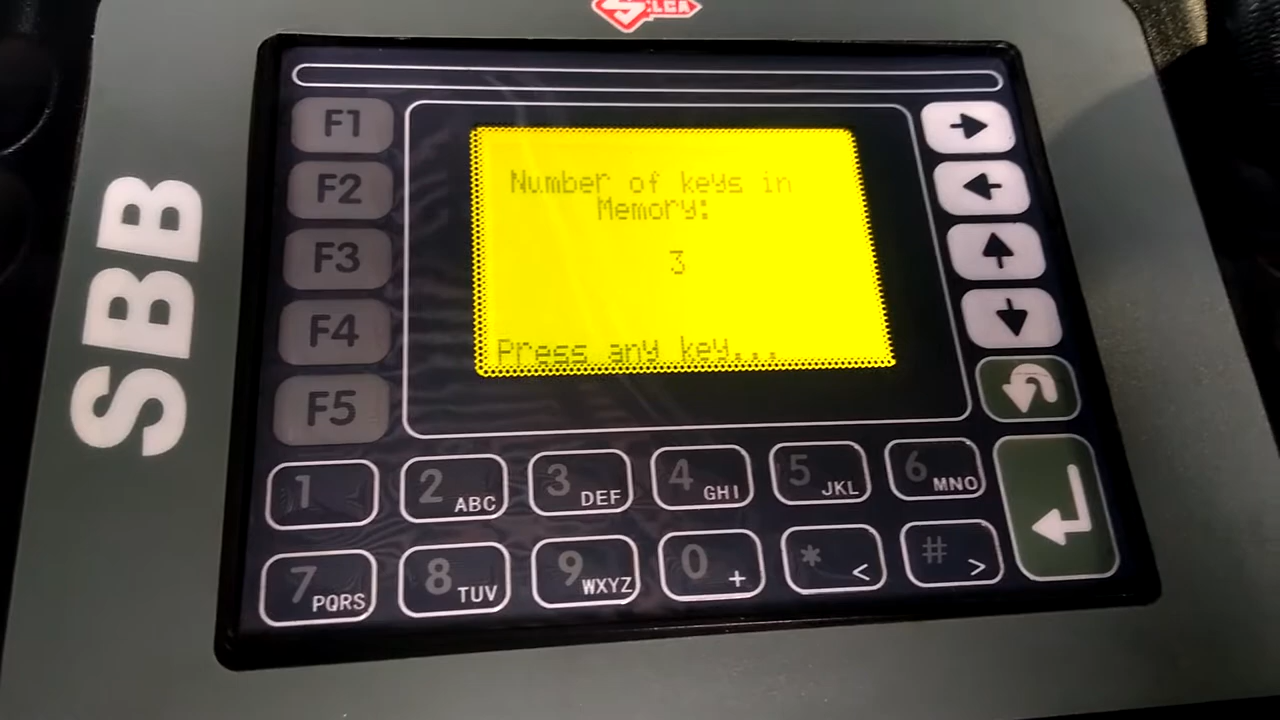 SILCA
SBB
Number of keys in
Memory:
3
Press any key...
F1
F2
F3
F4
F5
1
2 ABC
3 DEF
4 GHI
5 JKL
6 MNO
7 PQRS
8 TUV
9 WXYZ
0 +
* <
# >